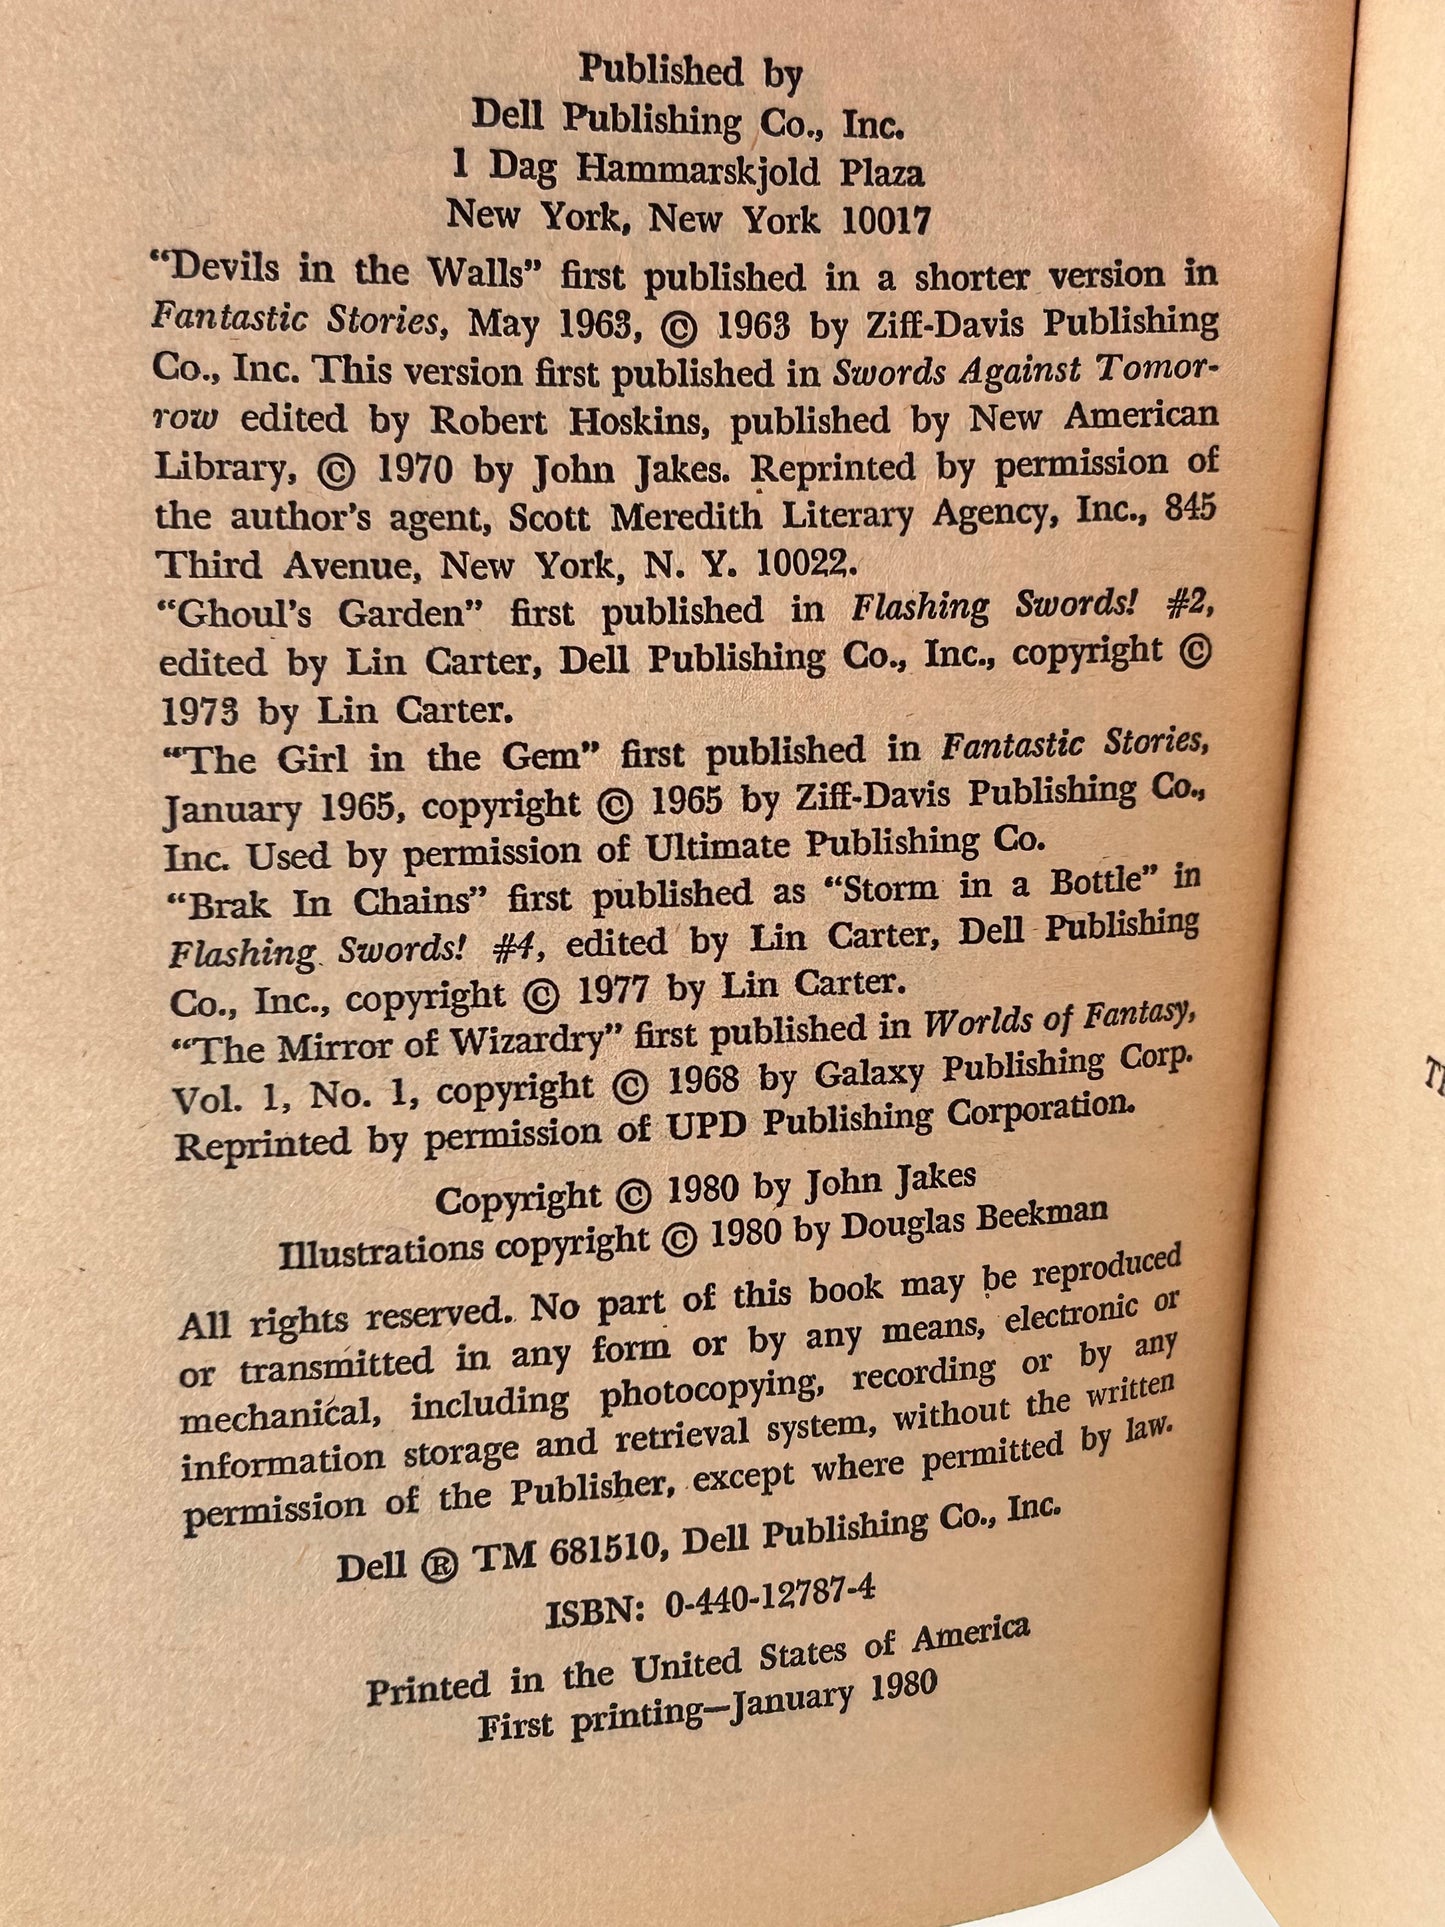 Published by
Dell Publishing Co., Inc.
1 Dag Hammarskjold Plaza
New York, New York 10017
“Devils in the Walls” first published in a shorter version in
Fantastic Stories, May 1963, © 1963 by Ziff-Davis Publishing
Co., Inc. This version first published in Swords Against Tomor-
row edited by Robert Hoskins, published by New American
Library, © 1970 by John Jakes. Reprinted by permission of
the author’s agent, Scott Meredith Literary Agency, Inc., 845
Third Avenue, New York, N. Y. 10022.
“Ghoul’s Garden” first published in Flashing Swords! #2,
edited by Lin Carter, Dell Publishing Co., Inc., copyright ©
1973 by Lin Carter.
“The Girl in the Gem” first published in Fantastic Stories,
January 1965, copyright © 1965 by Ziff-Davis Publishing Co.,
Inc. Used by permission of Ultimate Publishing Co.
“Brak In Chains” first published as “Storm in a Bottle” in
Flashing Swords! #4, edited by Lin Carter, Dell Publishing
Co., Inc., copyright © 1977 by Lin Carter.
“The Mirror of Wizardry” first published in Worlds of Fantasy,
Vol. 1, No. 1, copyright © 1968 by Galaxy Publishing Corp.
Reprinted by permission of UPD Publishing Corporation.
Copyright © 1980 by John Jakes
Illustrations copyright © 1980 by Douglas Beekman
All rights reserved. No part of this book may be reproduced
or transmitted in any form or by any means, electronic or
mechanical, including photocopying, recording or by any
information storage and retrieval system, without the written
permission of the Publisher, except where permitted by law.
Dell ® TM 681510, Dell Publishing Co., Inc.
ISBN: 0-440-12787-4
Printed in the United States of America
First printing—January 1980